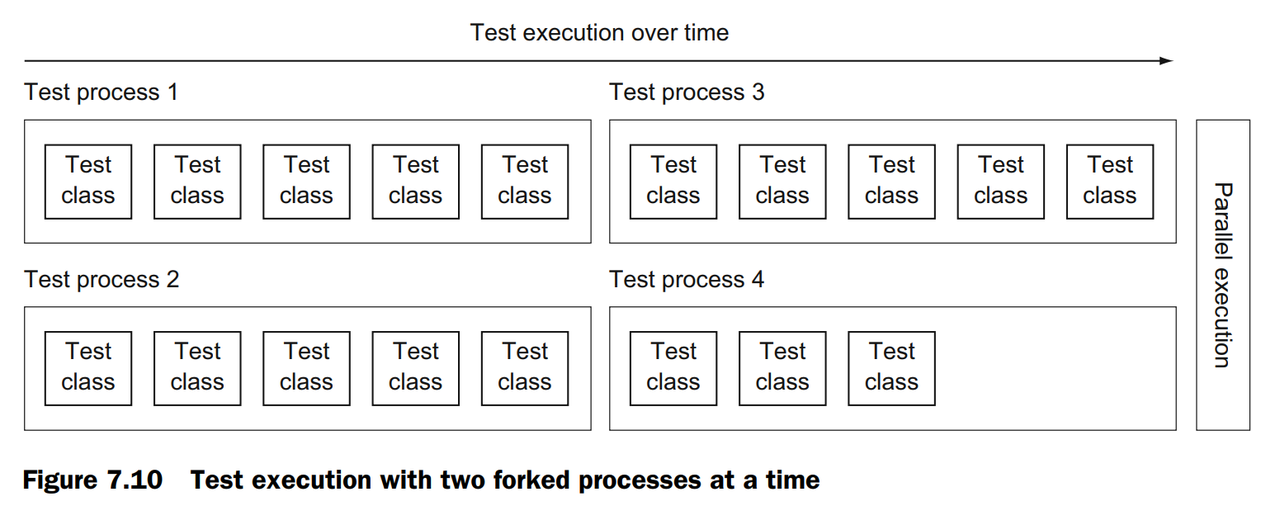 Test execution over time
Test process 1
Test process 3
Test
class
Test
class
Test
class
Test
class
Test
class
Test
class
Test
class
Test
class
Test
class
Test
class
Parallel execution
Test process 2
Test process 4
Test
class
Test
class
Test
class
Test
class
Test
class
Test
class
Test
class
Test
class
Figure 7.10 Test execution with two forked processes at a time